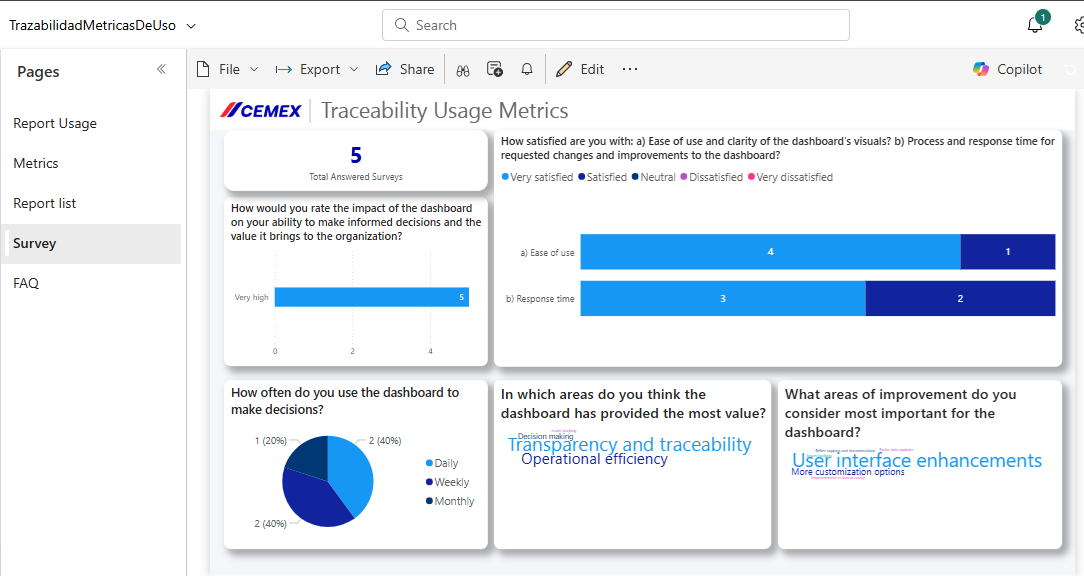 TrazabilidadMetricasDeUso
Search
1
Pages
Report Usage
Metrics
Report list
Survey
FAQ
File
Export
Share
Edit
Copilot
CEMEX
Traceability Usage Metrics
5
Total Answered Surveys
How would you rate the impact of the dashboard
on your ability to make informed decisions and the
value it brings to the organization?
Very high
5
0
2
4
How satisfied are you with: a) Ease of use and clarity of the dashboard's visuals? b) Process and response time for
requested changes and improvements to the dashboard?
Very satisfied
Satisfied
Neutral
Dissatisfied
Very dissatisfied
a) Ease of use
4
1
b) Response time
3
2
How often do you use the dashboard to
make decisions?
1 (20%)
2 (40%)
2 (40%)
Daily
Weekly
Monthly
In which areas do you think the
dashboard has provided the most value?
Decision making
Transparency and traceability
Operational efficiency
What areas of improvement do you
consider most important for the
dashboard?
User interface enhancements
More customization options